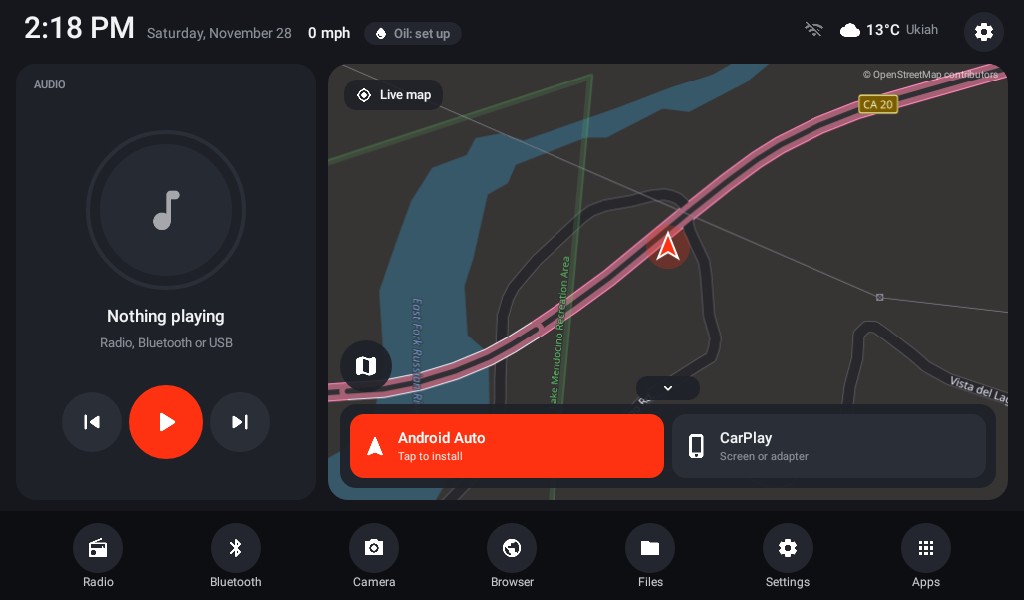 2:18 PM
Saturday, November 28
0 mph
Oil: set up
13°C
Ukiah
AUDIO
Nothing playing
Radio, Bluetooth or USB
Live map
© OpenStreetMap contributors
CA 20
East Fork Russian Ri
ake Mendocino Recreation Area
Vista del Lag
Android Auto
Tap to install
CarPlay
Screen or adapter
Radio
Bluetooth
Camera
Browser
Files
Settings
Apps